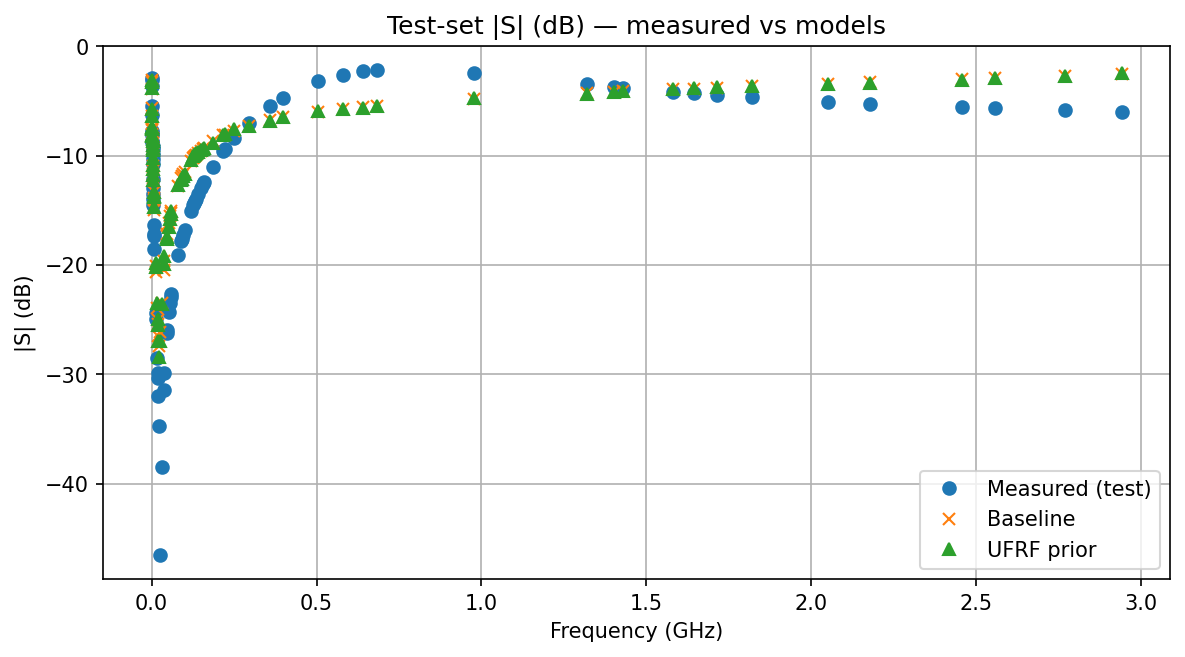 Test-set |S| (dB) — measured vs models
|S| (dB)
0
−10
−20
−30
−40
0.0 0.5 1.0 1.5 2.0 2.5 3.0
Frequency (GHz)
Measured (test)
Baseline
UFRF prior